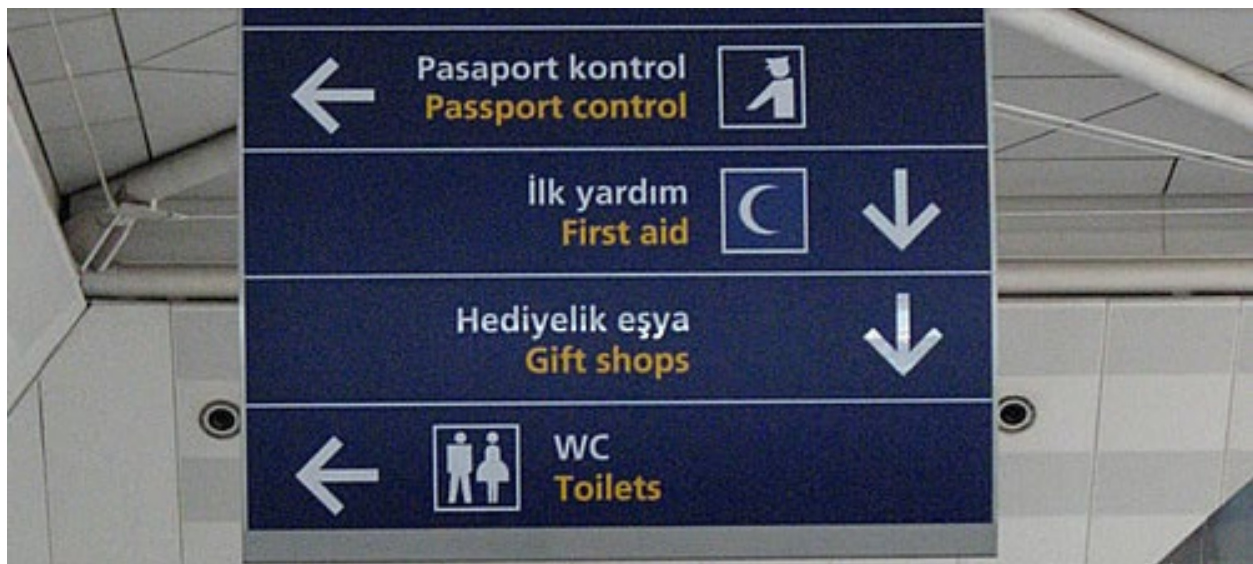 Pasaport kontrol
Passport control
İlk yardım
First aid
Hediyelik eşya
Gift shops
WC
Toilets